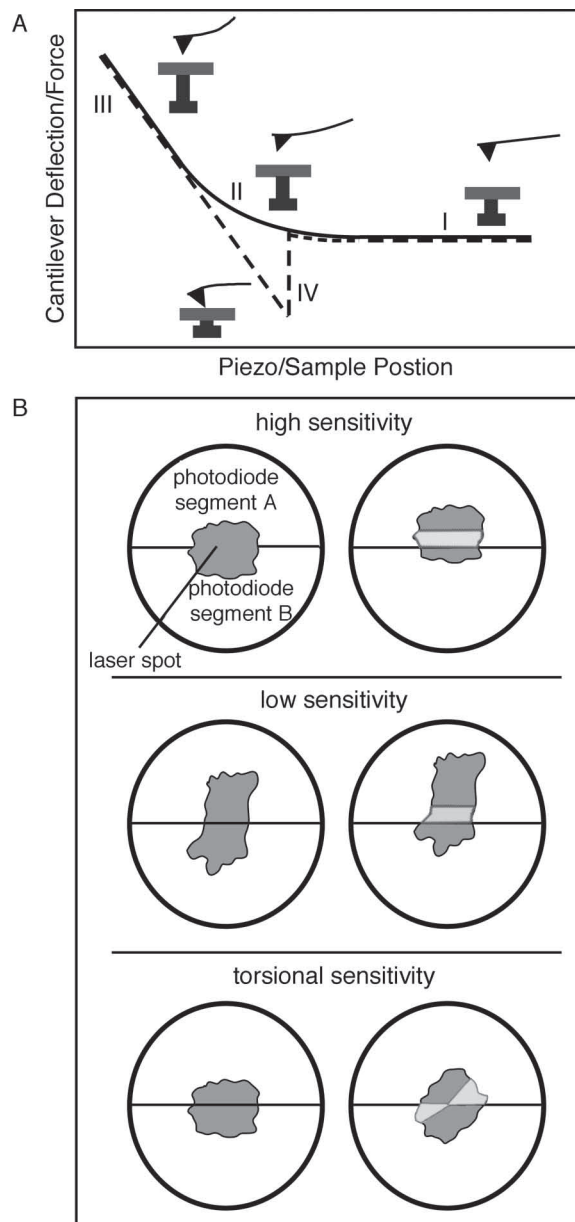 A
Cantilever Deflection/Force
III
II
I
IV
Piezo/Sample Postion
B
high sensitivity
photodiode
segment A
photodiode
segment B
laser spot
low sensitivity
torsional sensitivity